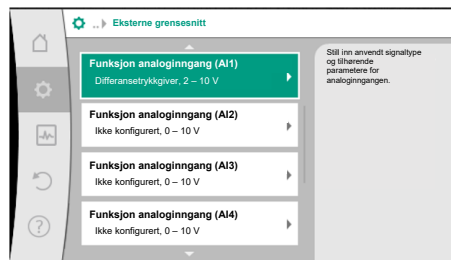 Eksterne grensesnitt
Funksjon analoginngang (AI1)
Differansetrykkgiver, 2 – 10 V
Funksjon analoginngang (AI2)
Ikke konfigurert, 0 – 10 V
Funksjon analoginngang (AI3)
Ikke konfigurert, 0 – 10 V
Funksjon analoginngang (AI4)
Ikke konfigurert, 0 – 10 V
Still inn anvendt signaltype
og tilhørende
parametere for
analoginngangen.